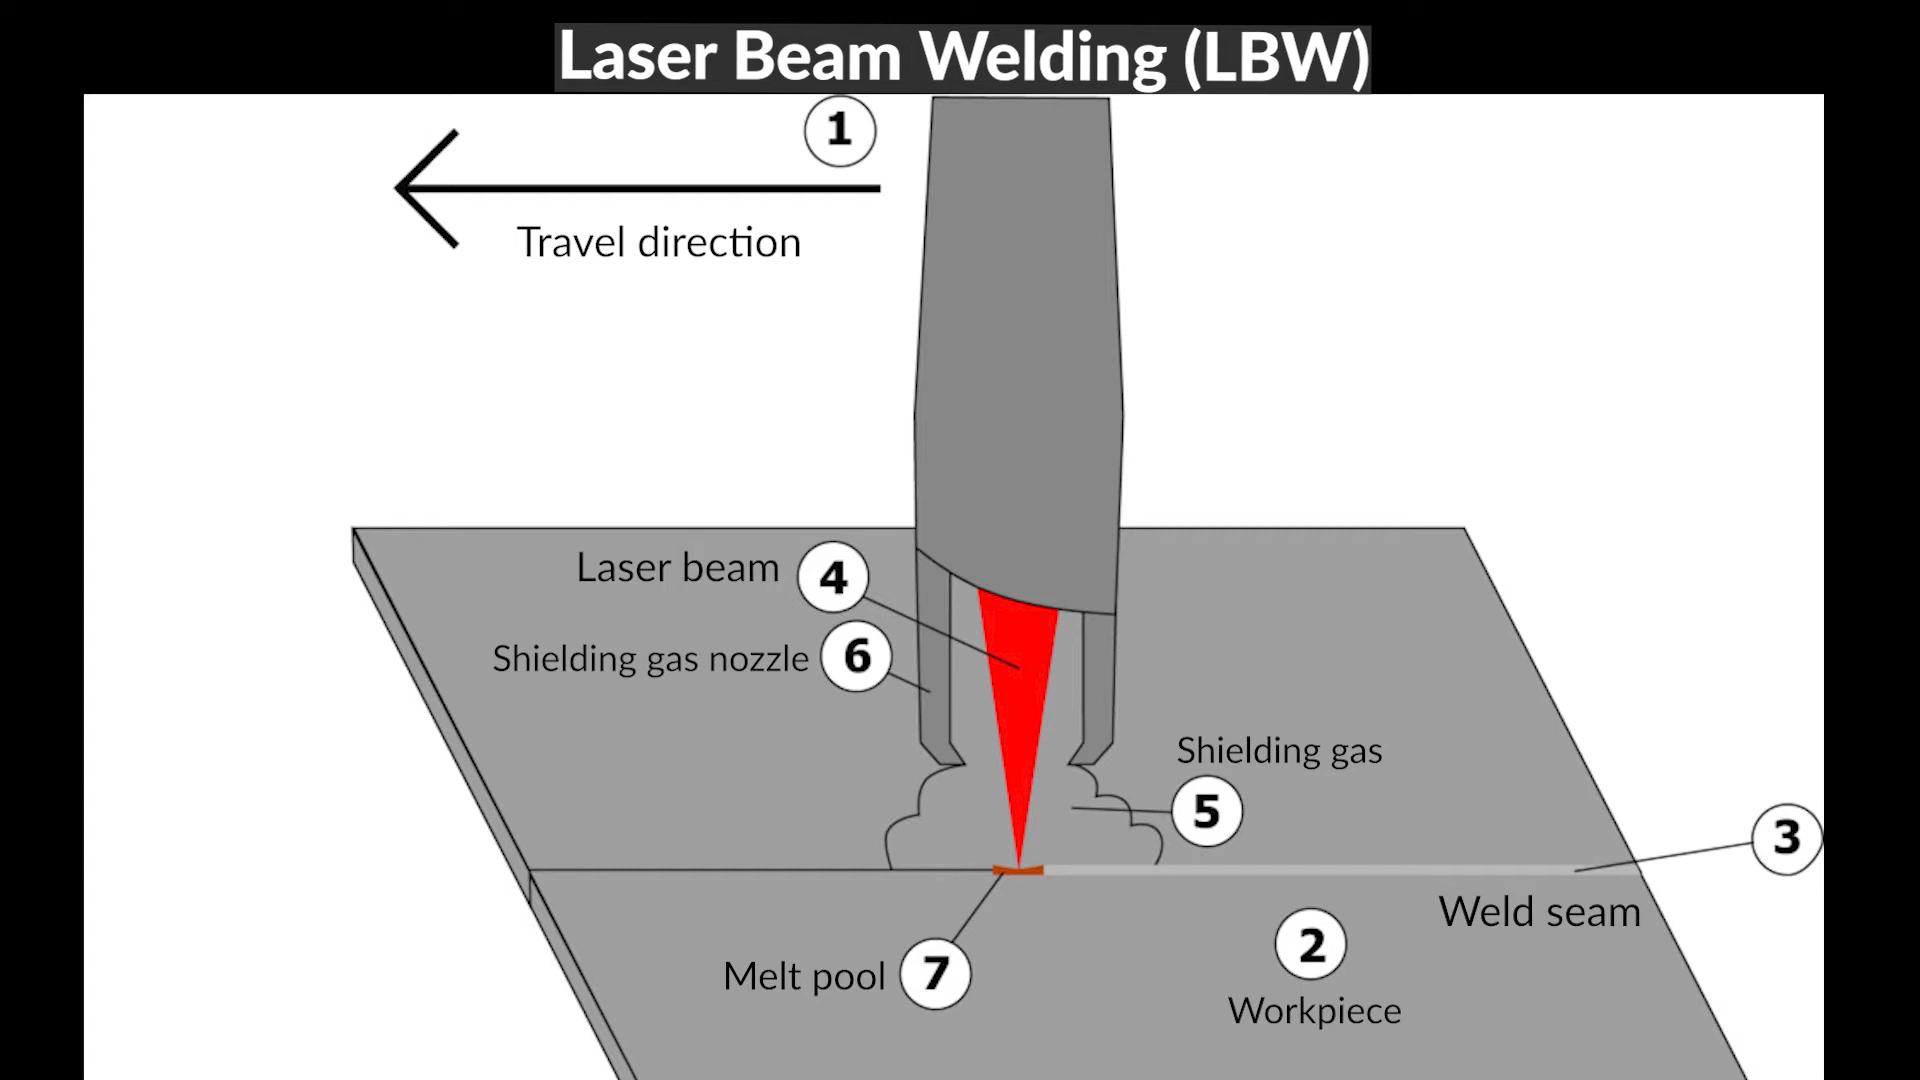 Laser Beam Welding (LBW)
1
Travel direction
Laser beam 4
Shielding gas nozzle 6
Shielding gas
5
3
Weld seam
2
Melt pool 7
Workpiece